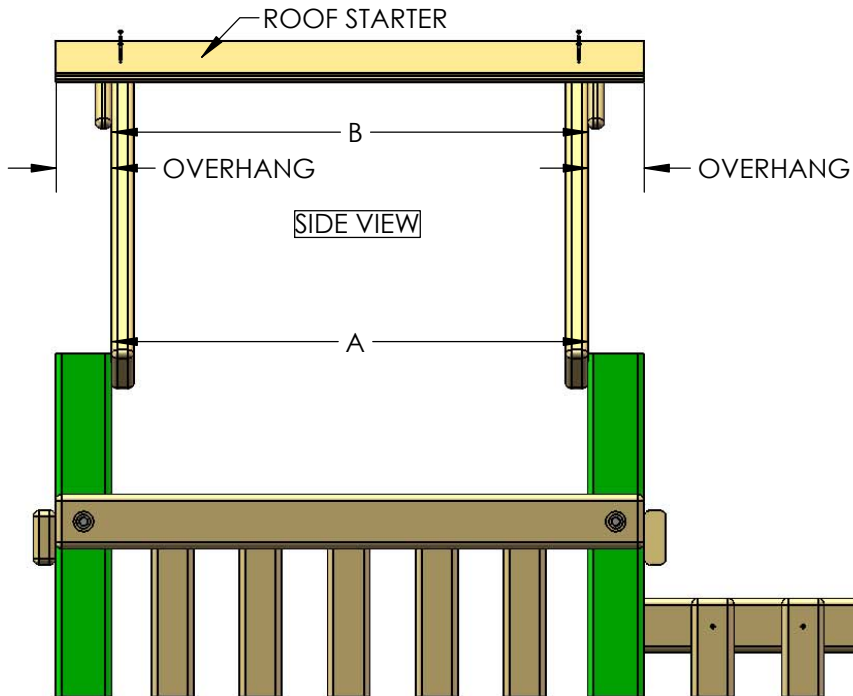 ROOF STARTER
B
OVERHANG
OVERHANG
SIDE VIEW
A